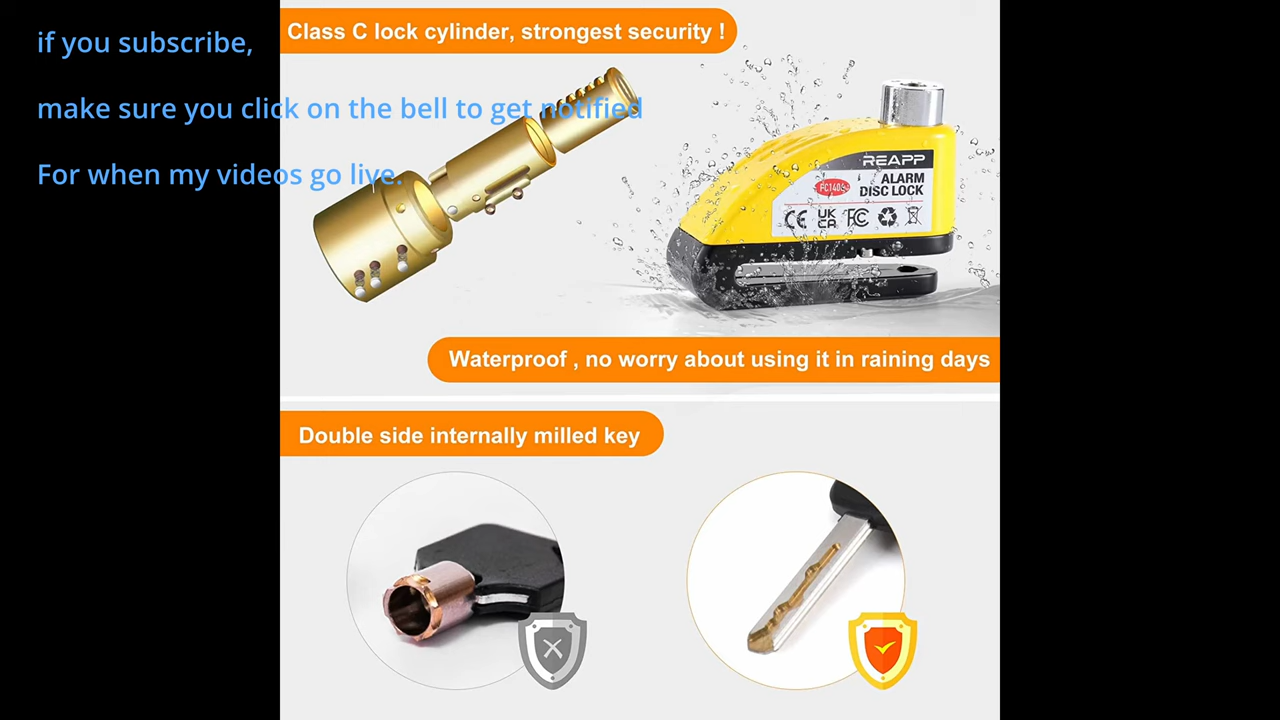 if you subscribe,
Class C lock cylinder, strongest security !
make sure you click on the bell to get notified
For when my videos go live.
REAPP
ALARM
DISC LOCK
CE UK CA FC
Waterproof , no worry about using it in raining days
Double side internally milled key